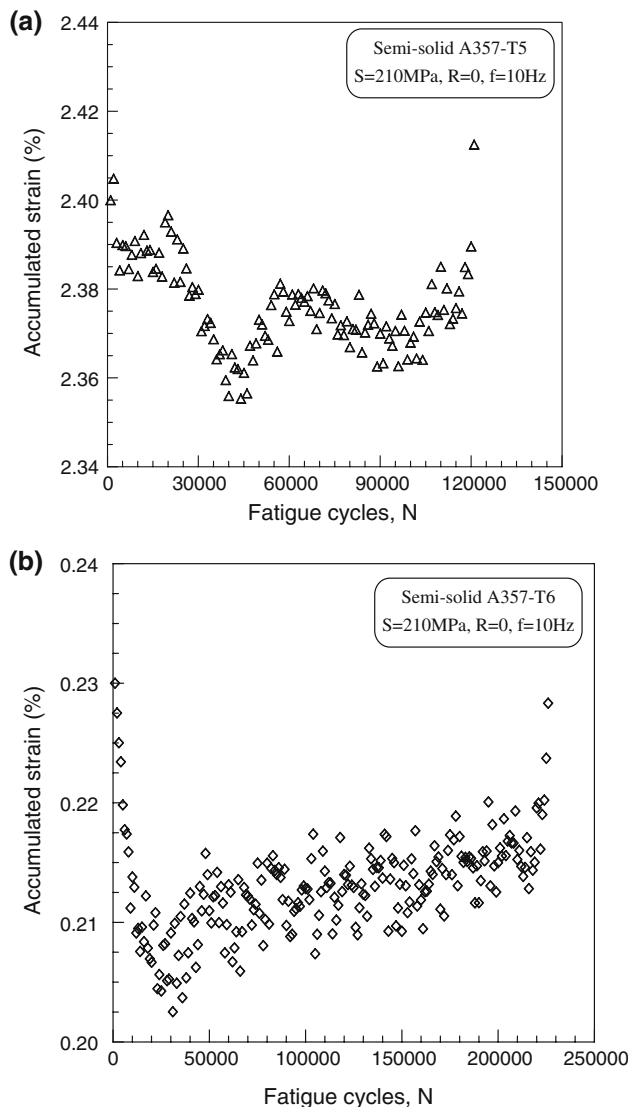 (a)
2.44
2.42
2.40
2.38
2.36
2.34
Accumulated strain (%)
Semi-solid A357-T5
S=210MPa, R=0, f=10Hz
0 30000 60000 90000 120000 150000
Fatigue cycles, N
(b)
0.24
0.23
0.22
0.21
0.20
Accumulated strain (%)
Semi-solid A357-T6
S=210MPa, R=0, f=10Hz
0 50000 100000 150000 200000 250000
Fatigue cycles, N